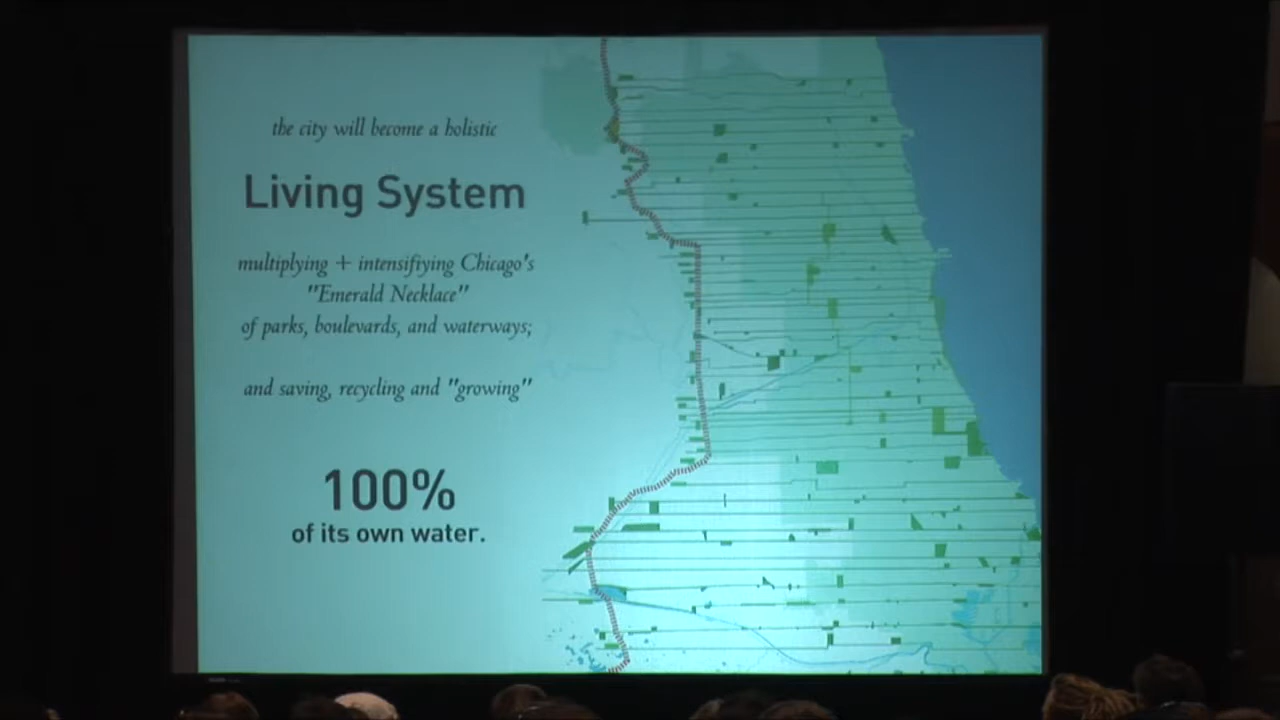 the city will become a holistic
Living System
multiplying + intensifiying Chicago's
"Emerald Necklace"
of parks, boulevards, and waterways;
and saving, recycling and "growing"
100%
of its own water.